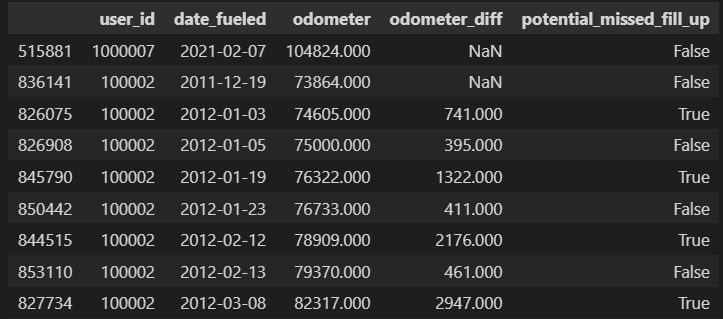 user_id date_fueled odometer odometer_diff potential_missed_fill_up
515881 1000007 2021-02-07 104824.000 NaN False
836141 100002 2011-12-19 73864.000 NaN False
826075 100002 2012-01-03 74605.000 741.000 True
826908 100002 2012-01-05 75000.000 395.000 False
845790 100002 2012-01-19 76322.000 1322.000 True
850442 100002 2012-01-23 76733.000 411.000 False
844515 100002 2012-02-12 78909.000 2176.000 True
853110 100002 2012-02-13 79370.000 461.000 False
827734 100002 2012-03-08 82317.000 2947.000 True